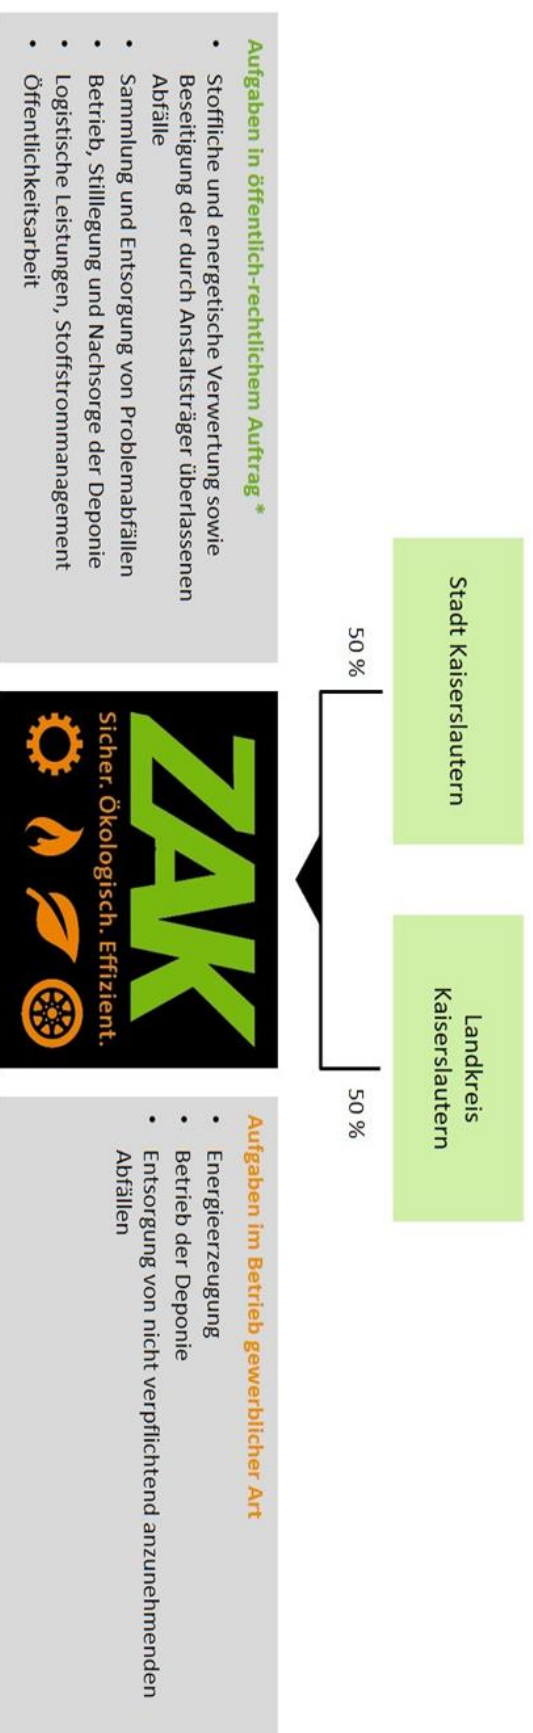 Stadt Kaiserslautern
Landkreis
Kaiserslautern
50 %
50 %
Aufgaben in öffentlich-rechtlichem Auftrag *
• Stoffliche und energetische Verwertung sowie
Beseitigung der durch Anstaltsträger überlassenen
Abfälle
• Sammlung und Entsorgung von Problemabfällen
• Betrieb, Stilllegung und Nachsorge der Deponie
• Logistische Leistungen, Stoffstrommanagement
• Öffentlichkeitsarbeit
ZAK
Sicher. Ökologisch. Effizient.
Aufgaben im Betrieb gewerblicher Art
• Energieerzeugung
• Betrieb der Deponie
• Entsorgung von nicht verpflichtend anzunehmenden
Abfällen